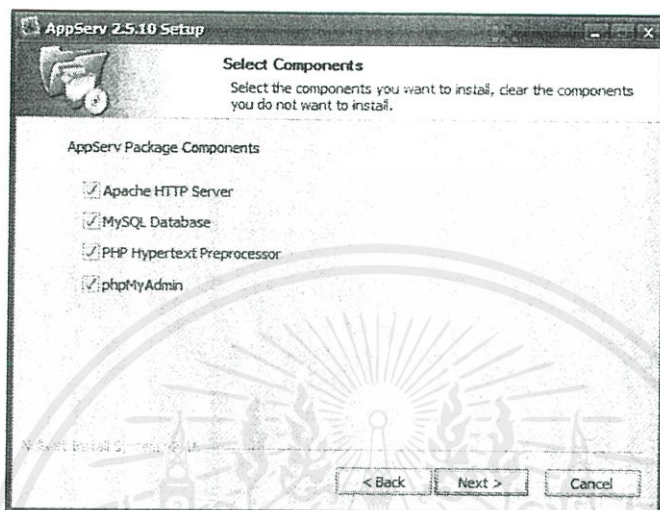 AppServ 2.5.10 Setup
Select Components
Select the components you want to install, clear the components
you do not want to install.
AppServ Package Components
Apache HTTP Server
MySQL Database
PHP Hypertext Preprocessor
phpMyAdmin
Install
< Back
Next >
Cancel